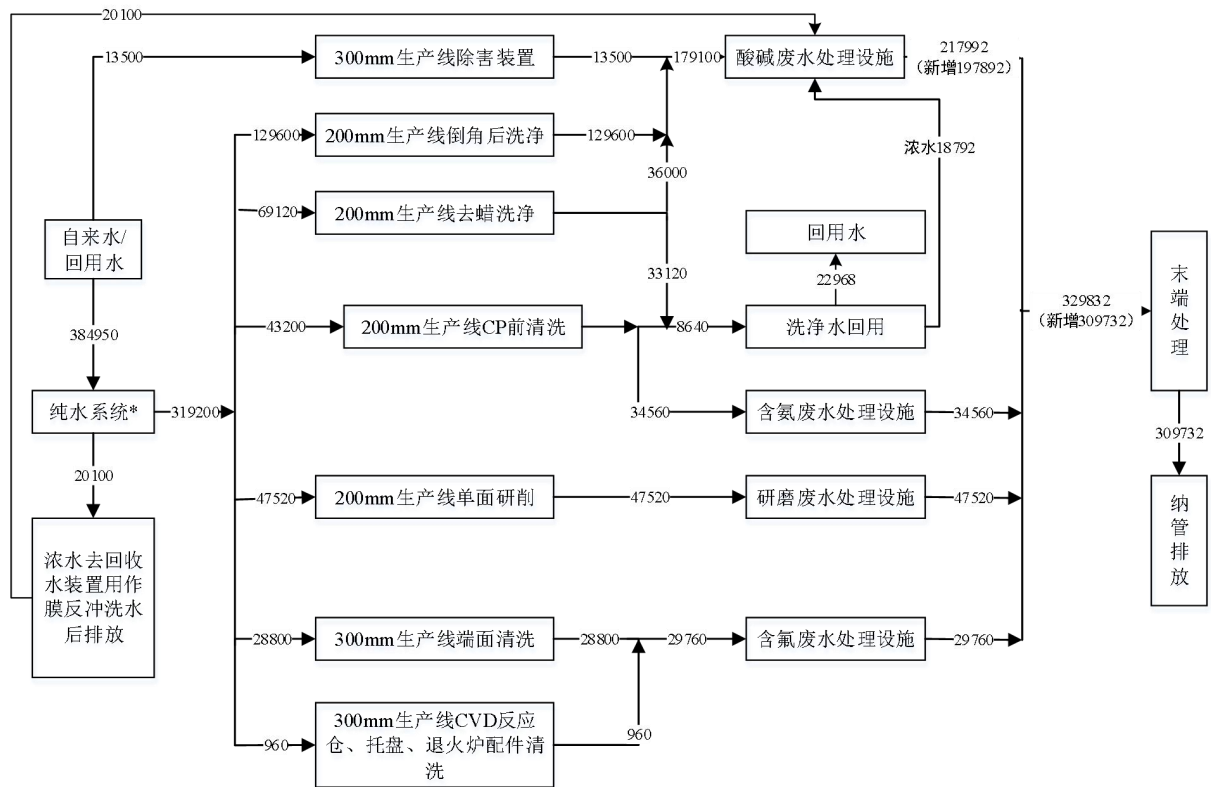 20100
13500
300mm生产线除害装置
13500
179100
酸碱废水处理设施
217992
（新增197892）
129600
200mm生产线倒角后洗净
129600
浓水18792
36000
69120
200mm生产线去蜡洗净
自来水/
回用水
回用水
33120
22968
末
端
处
理
384950
43200
200mm生产线CP前清洗
8640
洗净水回用
329832
（新增309732）
纯水系统*
319200
34560
含氨废水处理设施
34560
309732
20100
47520
200mm生产线单面研削
47520
研磨废水处理设施
47520
纳
管
排
放
浓水去回收
水装置用作
膜反冲洗水
后排放
28800
300mm生产线端面清洗
28800
29760
含氟废水处理设施
29760
960
300mm生产线CVD反应
仓、托盘、退火炉配件清
洗
960